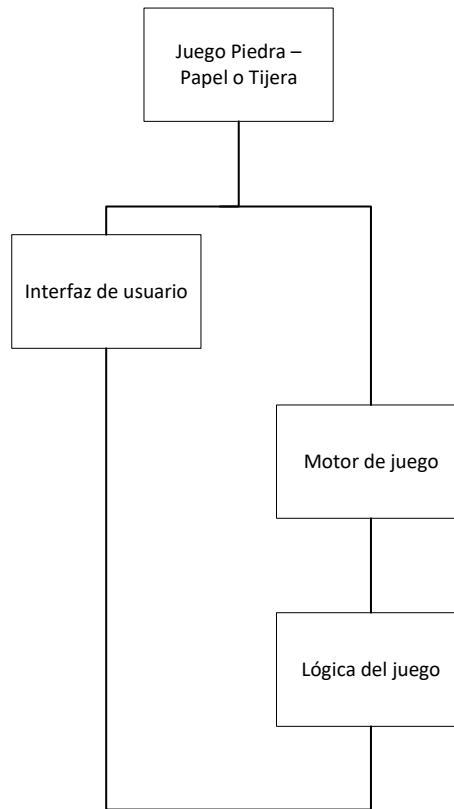 Juego Piedra –
Papel o Tijera
Interfaz de usuario
Motor de juego
Lógica del juego